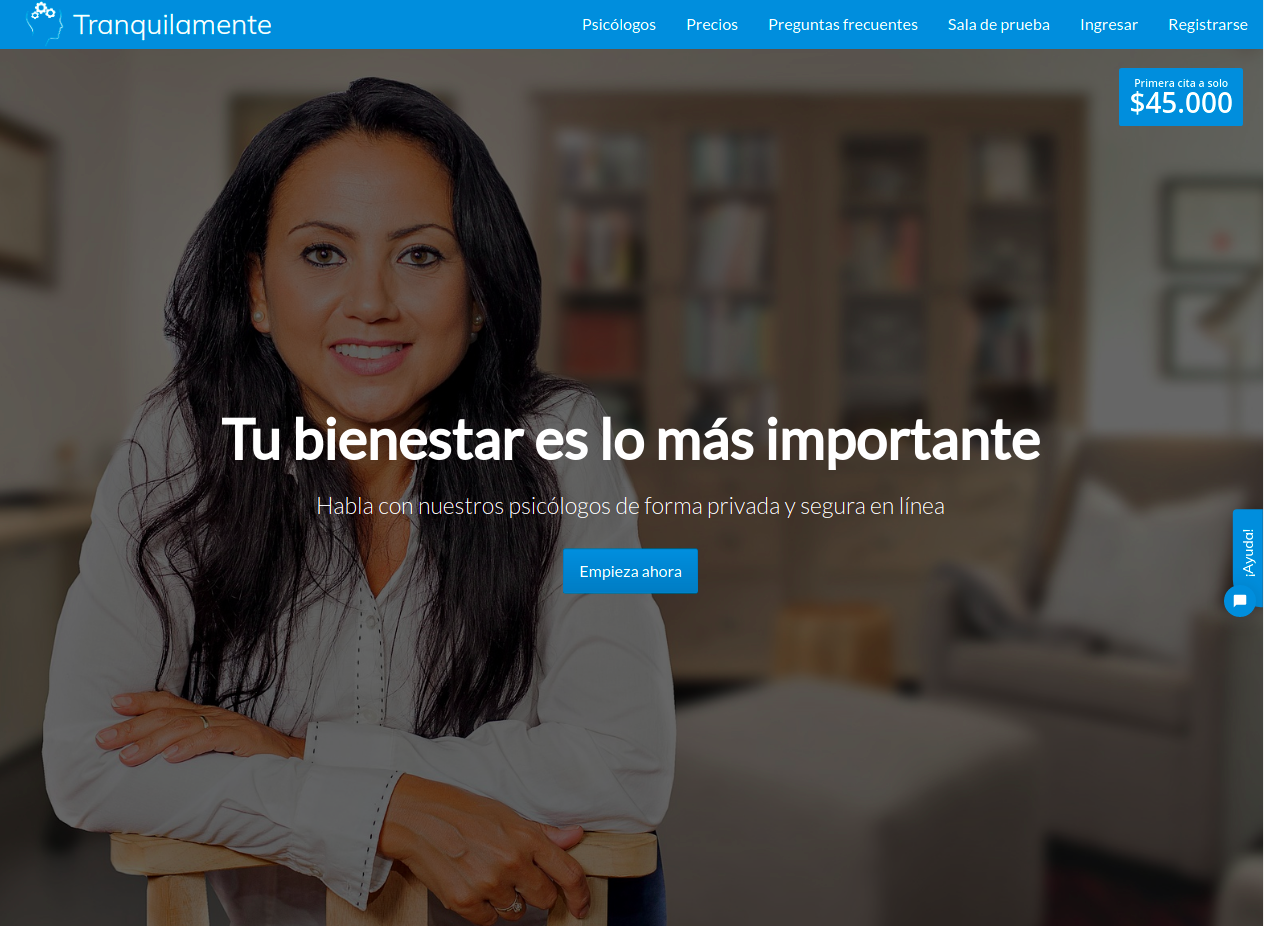 Tranquilamente
Psicólogos
Precios
Preguntas frecuentes
Sala de prueba
Ingresar
Registrarse
Primera cita a solo
$45.000
Tu bienestar es lo más importante
Habla con nuestros psicólogos de forma privada y segura en línea
Empieza ahora
¡Ayuda!